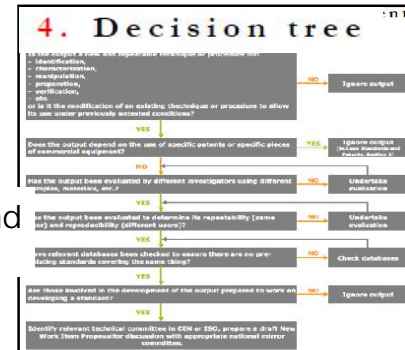 4. Decision tree
Is the output a new and repeatable technique or procedure for:
- identification,
- characterization,
- manipulation,
- preparation,
- verification,
- etc.
or is it the modification of an existing thechnique or procedure to allow
its use under previously untested conditions?
NO
Ignore output
YES
Does the output depend on the use of specific patents or specific pieces
of commercial equipment?
YES
Ignore output
NO
Has the output been evaluated by different investigators using different
samples, materials, etc.?
NO
Undertake
evaluation
YES
nd
Has the output been evaluated to determine its repeatability (same
user) and reproducibility (different users)?
NO
Undertake
evaluation
YES
Have relevant databases been checked to ensure there are no pre-
existing standards covering the same thing?
NO
Check databases
YES
Are those involved in the development of the output prepared to work on
developing a standard?
NO
Ignore output
YES
Identify relevant technical committee in CEN or ISO, prepare a draft New
Work Item Proposal for discussion with appropriate national mirror
committee.